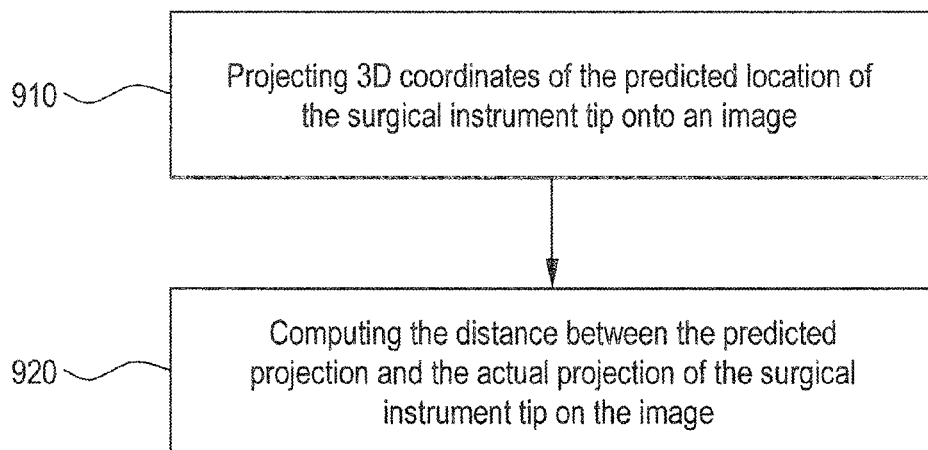 910
Projecting 3D coordinates of the predicted location of
the surgical instrument tip onto an image
920
Computing the distance between the predicted
projection and the actual projection of the surgical
instrument tip on the image